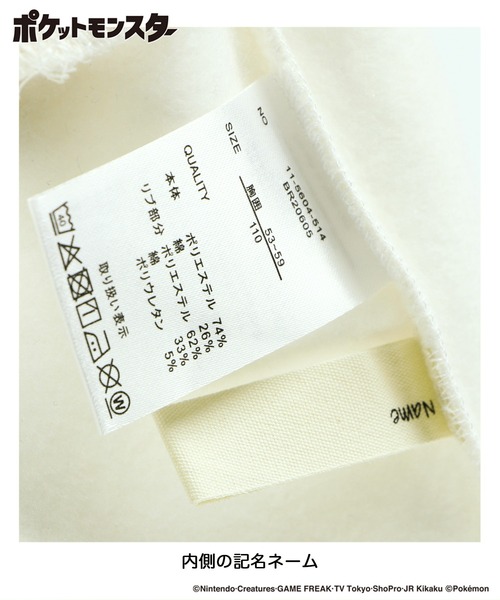 ポケットモンスター
NO 11-5604-514
BR20605
SIZE 胸囲 53~59
110
QUALITY
本体 ポリエステル 74%
綿 26%
リブ部分 ポリエステル 62%
綿 33%
ポリウレタン 5%
取り扱い表示
40
W
Name
内側の記名ネーム
©Nintendo·Creatures·GAME FREAK·TV Tokyo·ShoPro·JR Kikaku ©Pokémon